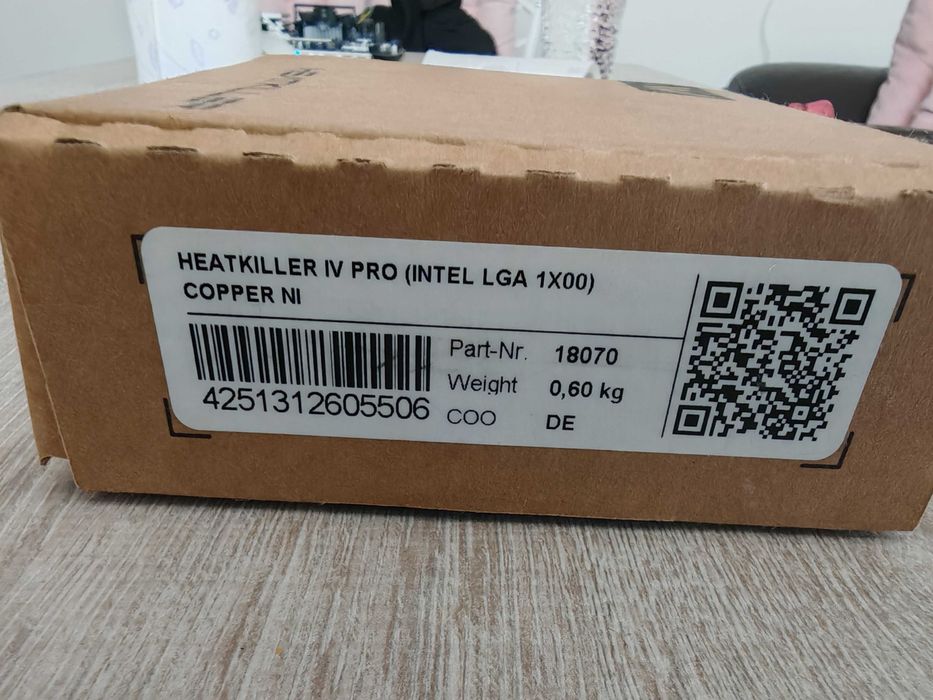 HEATKILLER IV PRO (INTEL LGA 1X00)
COPPER NI
4251312605506
Part-Nr. 18070
Weight 0,60 kg
COO DE